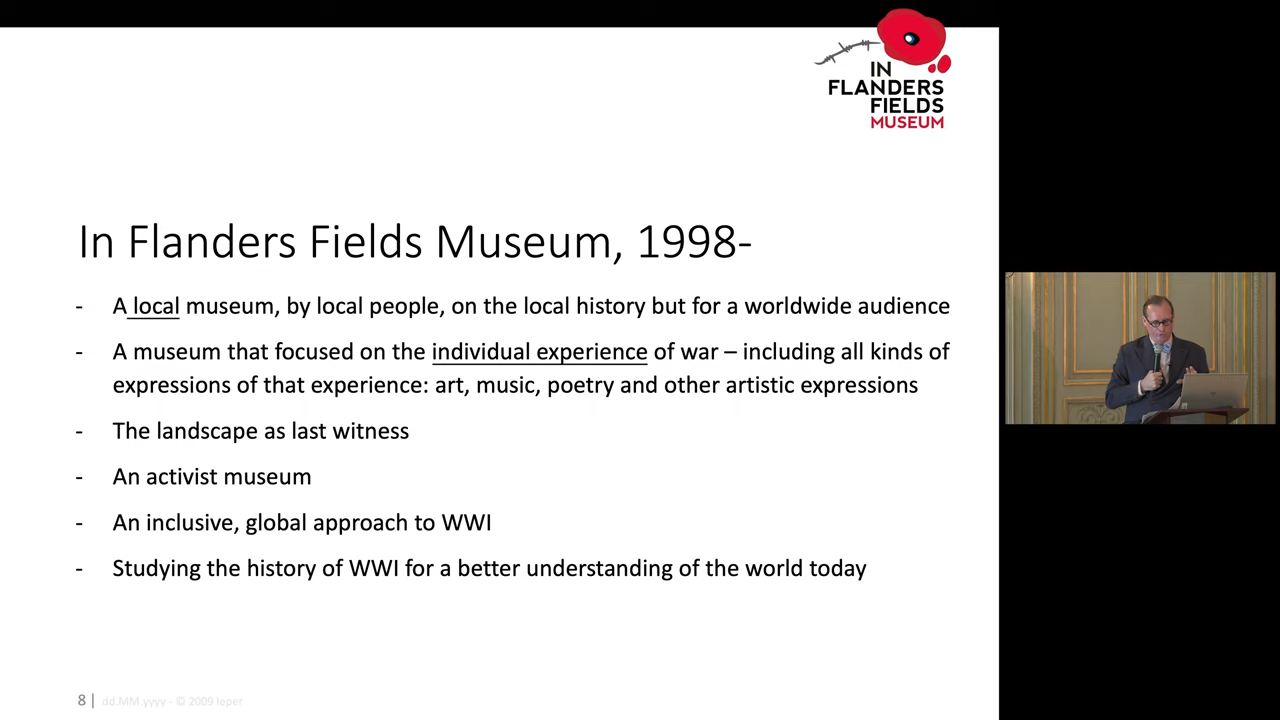 IN
FLANDERS
FIELDS
MUSEUM
In Flanders Fields Museum, 1998-
- A local museum, by local people, on the local history but for a worldwide audience
- A museum that focused on the individual experience of war – including all kinds of
expressions of that experience: art, music, poetry and other artistic expressions
- The landscape as last witness
- An activist museum
- An inclusive, global approach to WWI
- Studying the history of WWI for a better understanding of the world today
8 | dd.MM.yyyy - © 2009 Ieper